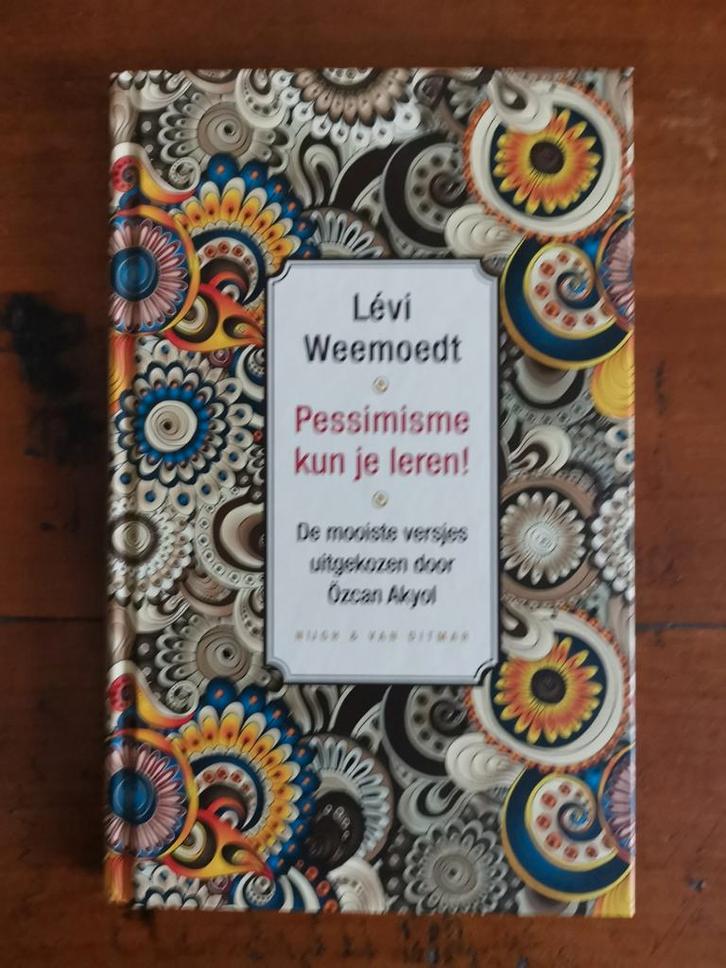 Lévi
Weemoedt
Pessimisme
kun je leren!
De mooiste versjes
uitgekozen door
Özcan Akyol
NIJGH & VAN DITMAR